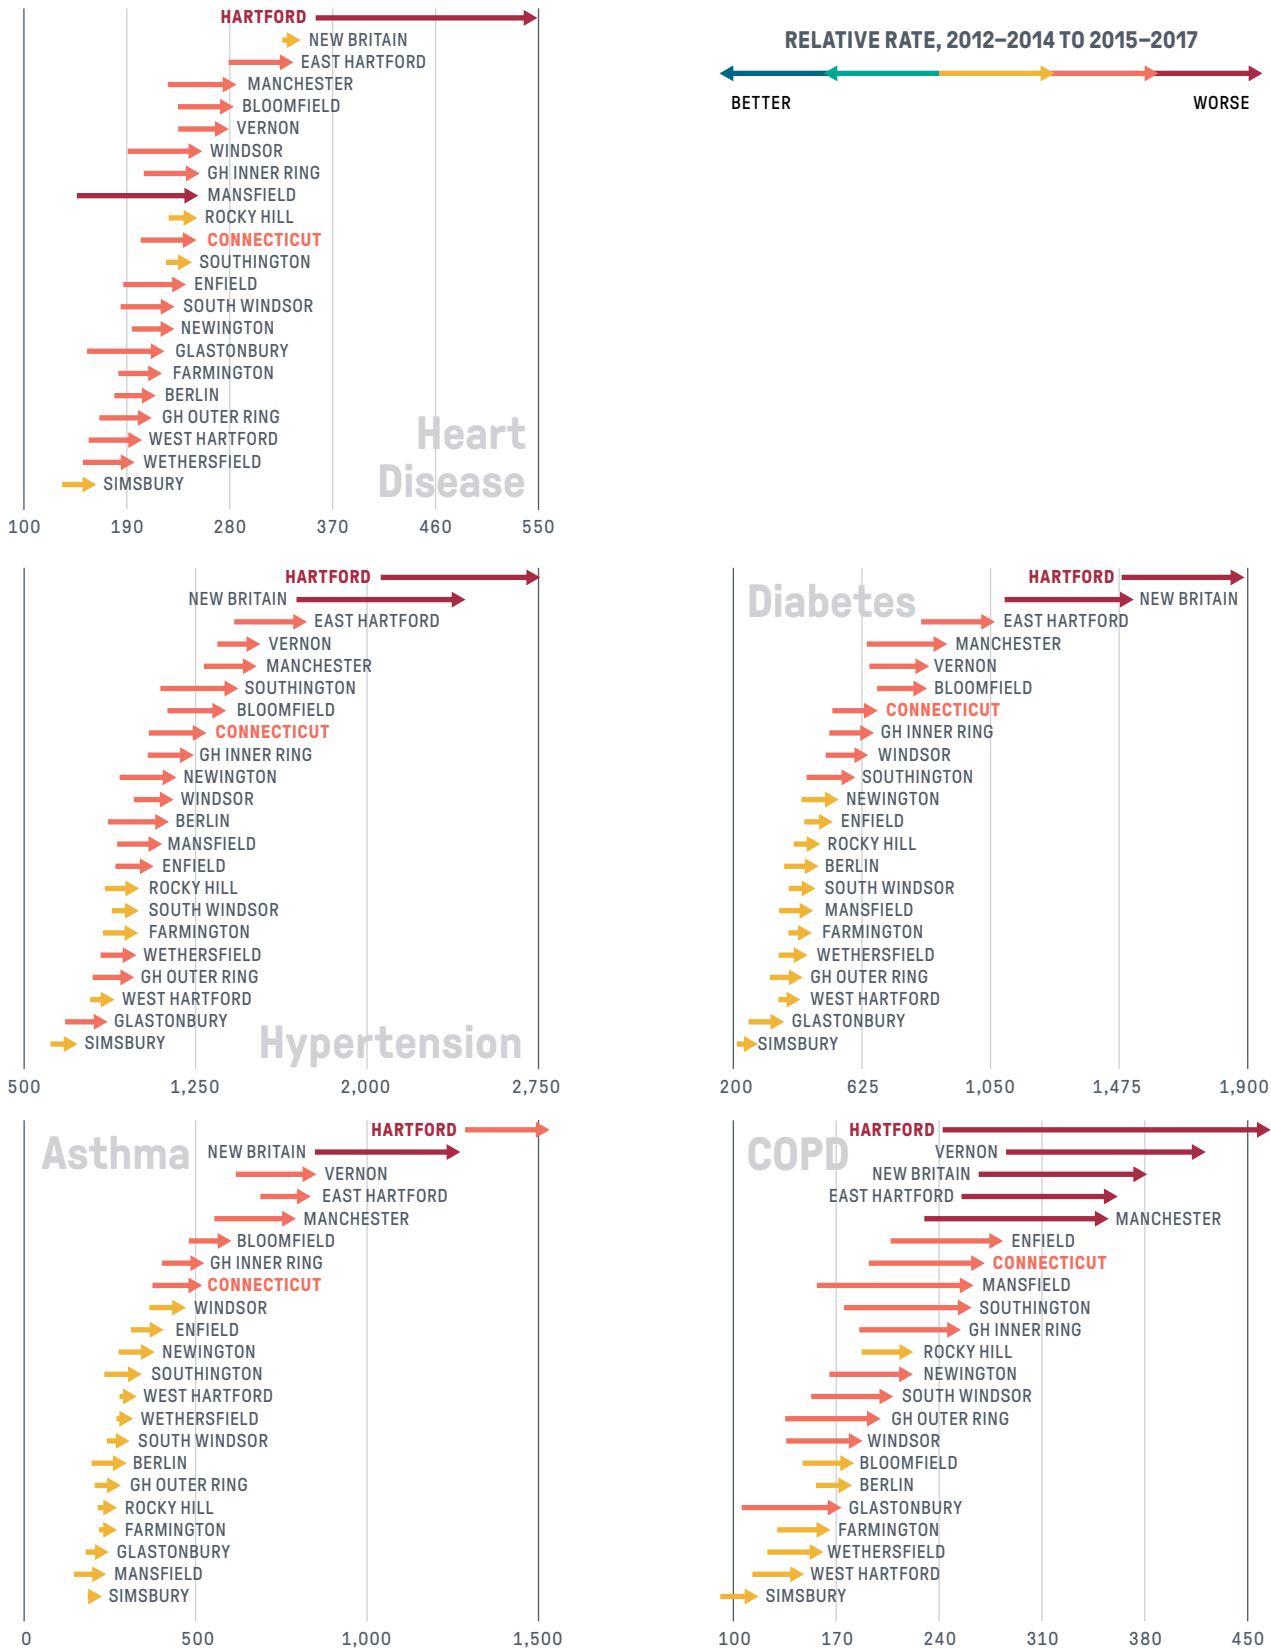 RELATIVE RATE, 2012–2014 TO 2015–2017
BETTER
WORSE
HARTFORD
NEW BRITAIN
EAST HARTFORD
MANCHESTER
BLOOMFIELD
VERNON
WINDSOR
GH INNER RING
MANSFIELD
ROCKY HILL
CONNECTICUT
SOUTHINGTON
ENFIELD
SOUTH WINDSOR
NEWINGTON
GLASTONBURY
FARMINGTON
BERLIN
GH OUTER RING
WEST HARTFORD
WETHERSFIELD
SIMSBURY
Heart
Disease
100 190 280 370 460 550
HARTFORD
NEW BRITAIN
EAST HARTFORD
VERNON
MANCHESTER
SOUTHINGTON
BLOOMFIELD
CONNECTICUT
GH INNER RING
NEWINGTON
WINDSOR
BERLIN
MANSFIELD
ENFIELD
ROCKY HILL
SOUTH WINDSOR
FARMINGTON
WETHERSFIELD
GH OUTER RING
WEST HARTFORD
GLASTONBURY
SIMSBURY
Hypertension
500 1,250 2,000 2,750
Diabetes
HARTFORD
NEW BRITAIN
EAST HARTFORD
MANCHESTER
VERNON
BLOOMFIELD
CONNECTICUT
GH INNER RING
WINDSOR
SOUTHINGTON
NEWINGTON
ENFIELD
ROCKY HILL
BERLIN
SOUTH WINDSOR
MANSFIELD
FARMINGTON
WETHERSFIELD
GH OUTER RING
WEST HARTFORD
GLASTONBURY
SIMSBURY
200 625 1,050 1,475 1,900
Asthma
HARTFORD
NEW BRITAIN
VERNON
EAST HARTFORD
MANCHESTER
BLOOMFIELD
GH INNER RING
CONNECTICUT
WINDSOR
ENFIELD
NEWINGTON
SOUTHINGTON
WEST HARTFORD
WETHERSFIELD
SOUTH WINDSOR
BERLIN
GH OUTER RING
ROCKY HILL
FARMINGTON
GLASTONBURY
MANSFIELD
SIMSBURY
0 500 1,000 1,500
COPD
HARTFORD
VERNON
NEW BRITAIN
EAST HARTFORD
MANCHESTER
ENFIELD
CONNECTICUT
MANSFIELD
SOUTHINGTON
GH INNER RING
ROCKY HILL
NEWINGTON
SOUTH WINDSOR
GH OUTER RING
WINDSOR
BLOOMFIELD
BERLIN
GLASTONBURY
FARMINGTON
WETHERSFIELD
WEST HARTFORD
SIMSBURY
100 170 240 310 380 450